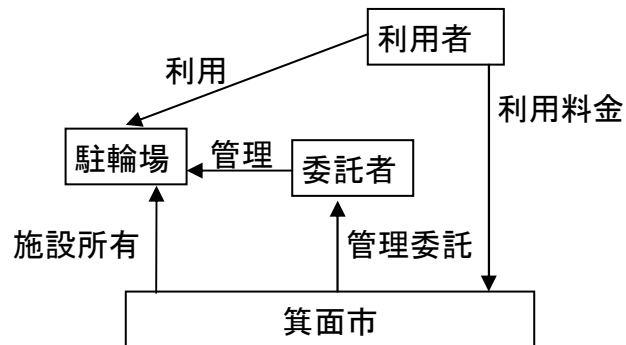 利用者
利用
利用料金
駐輪場
管理
委託者
施設所有
管理委託
箕面市